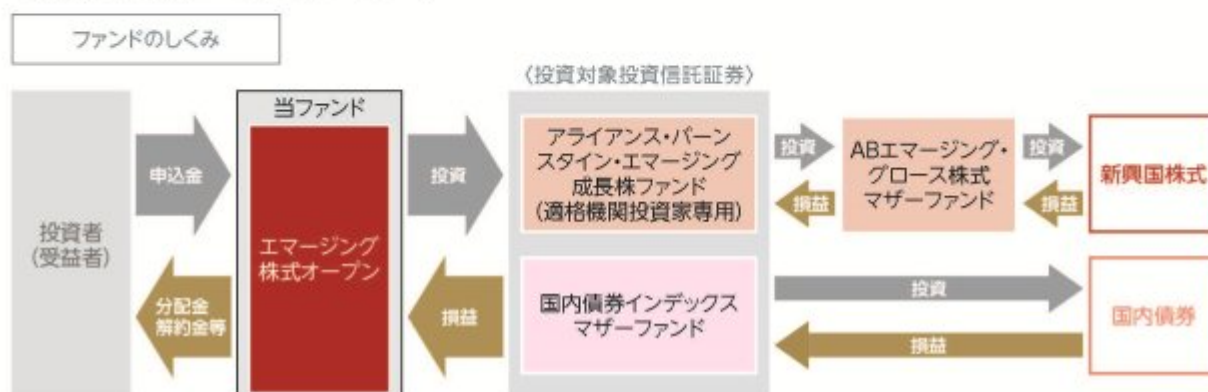 ファンドのしくみ
〈投資対象投資信託証券〉
投資者
(受益者)
申込金
分配金
解約金等
当ファンド
エマージング
株式オープン
投資
損益
アライアンス・バーン
スタイン・エマージング
成長株ファンド
(適格機関投資家専用)
国内債券インデックス
マザーファンド
投資
損益
ABエマージング・
グロース株式
マザーファンド
投資
損益
新興国株式
投資
損益
国内債券